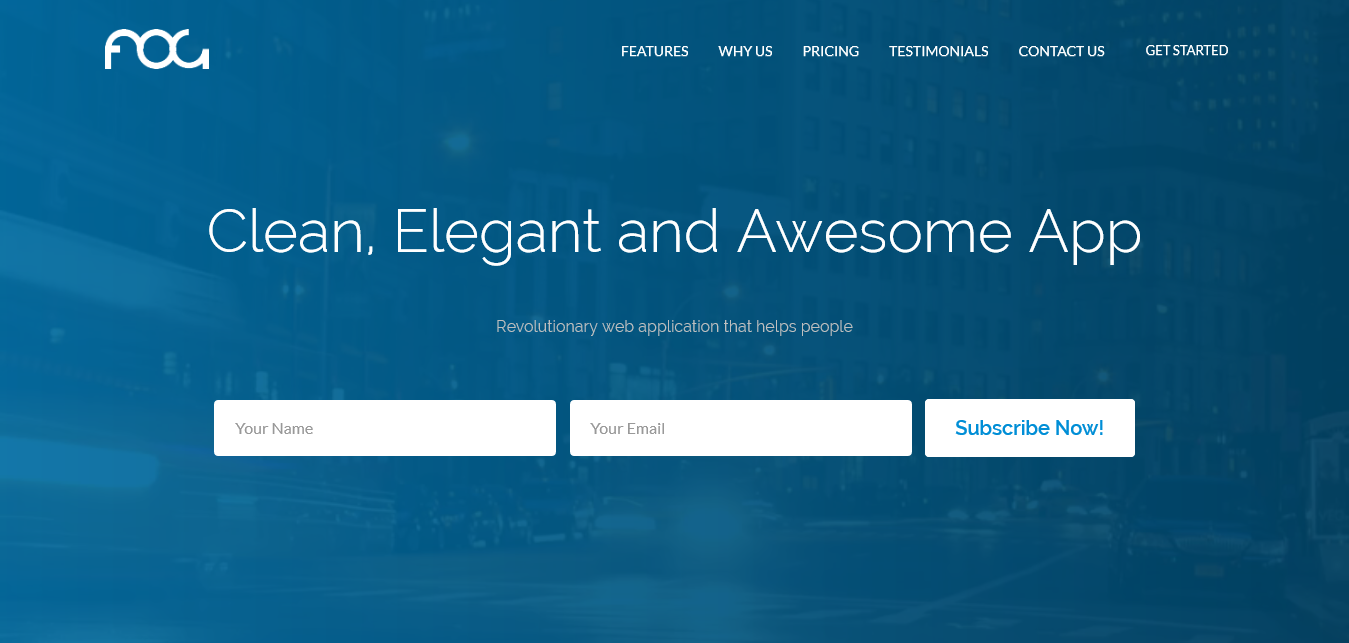 FOG
FEATURES WHY US PRICING TESTIMONIALS CONTACT US GET STARTED
Clean, Elegant and Awesome App
Revolutionary web application that helps people
Your Name Your Email Subscribe Now!